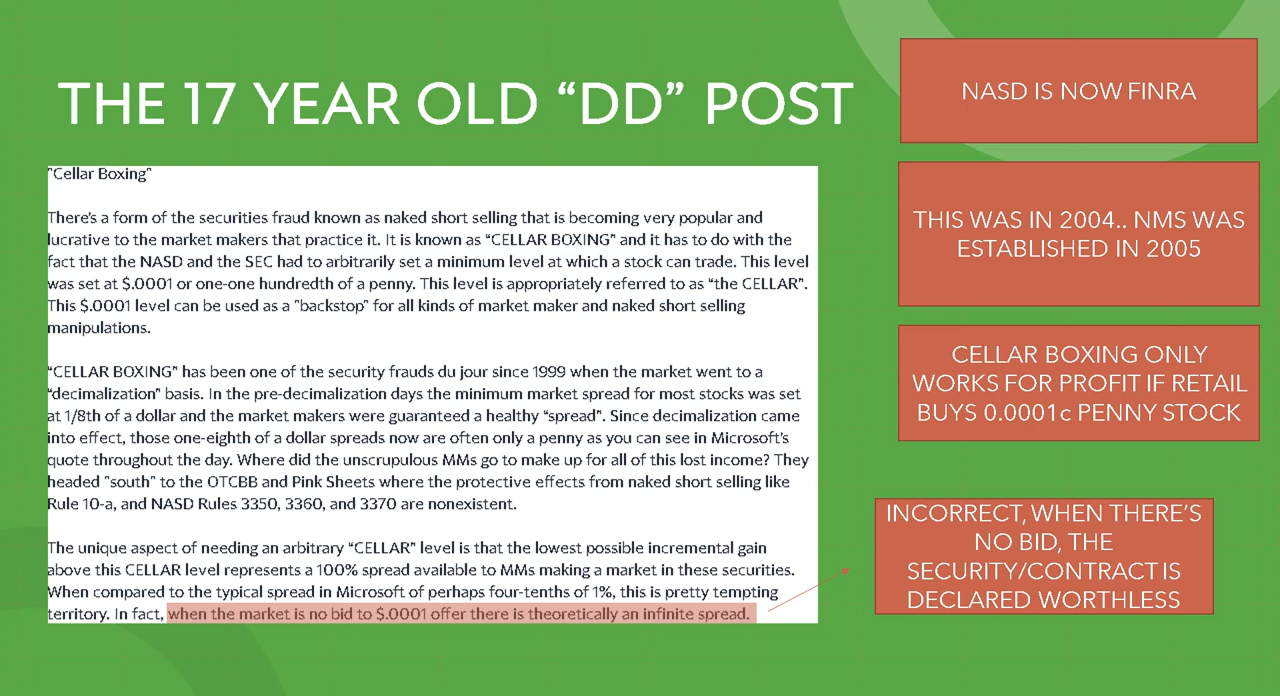 THE 17 YEAR OLD “DD” POST
"Cellar Boxing"
There's a form of the securities fraud known as naked short selling that is becoming very popular and
lucrative to the market makers that practice it. It is known as “CELLAR BOXING” and it has to do with the
fact that the NASD and the SEC had to arbitrarily set a minimum level at which a stock can trade. This level
was set at $.0001 or one-one hundredth of a penny. This level is appropriately referred to as “the CELLAR”.
This $.0001 level can be used as a "backstop" for all kinds of market maker and naked short selling
manipulations.
“CELLAR BOXING” has been one of the security frauds du jour since 1999 when the market went to a
“decimalization” basis. In the pre-decimalization days the minimum market spread for most stocks was set
at 1/8th of a dollar and the market makers were guaranteed a healthy “spread”. Since decimalization came
into effect, those one-eighth of a dollar spreads now are often only a penny as you can see in Microsoft's
quote throughout the day. Where did the unscrupulous MMs go to make up for all of this lost income? They
headed "south" to the OTCBB and Pink Sheets where the protective effects from naked short selling like
Rule 10-a, and NASD Rules 3350, 3360, and 3370 are nonexistent.
The unique aspect of needing an arbitrary “CELLAR” level is that the lowest possible incremental gain
above this CELLAR level represents a 100% spread available to MMs making a market in these securities.
When compared to the typical spread in Microsoft of perhaps four-tenths of 1%, this is pretty tempting
territory. In fact, when the market is no bid to $.0001 offer there is theoretically an infinite spread.
NASD IS NOW FINRA
THIS WAS IN 2004.. NMS WAS
ESTABLISHED IN 2005
CELLAR BOXING ONLY
WORKS FOR PROFIT IF RETAIL
BUYS 0.0001c PENNY STOCK
INCORRECT, WHEN THERE'S
NO BID, THE
SECURITY/CONTRACT IS
DECLARED WORTHLESS